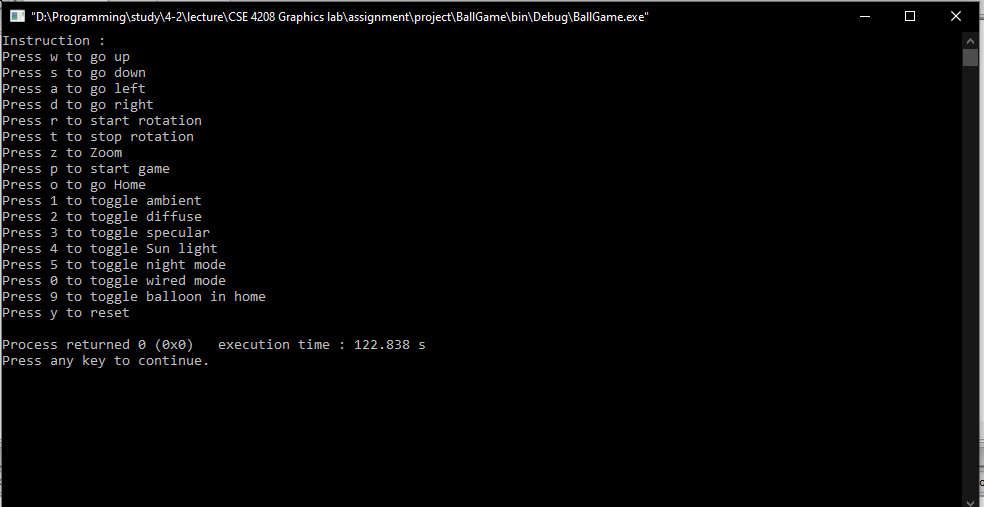 "D:\Programming\study\4-2\lecture\CSE 4208 Graphics lab\assignment\project\BallGame\bin\Debug\BallGame.exe"
Instruction :
Press w to go up
Press s to go down
Press a to go left
Press d to go right
Press r to start rotation
Press t to stop rotation
Press z to Zoom
Press p to start game
Press o to go Home
Press 1 to toggle ambient
Press 2 to toggle diffuse
Press 3 to toggle specular
Press 4 to toggle Sun light
Press 5 to toggle night mode
Press 0 to toggle wired mode
Press 9 to toggle balloon in home
Press y to reset
Process returned 0 (0x0)   execution time : 122.838 s
Press any key to continue.